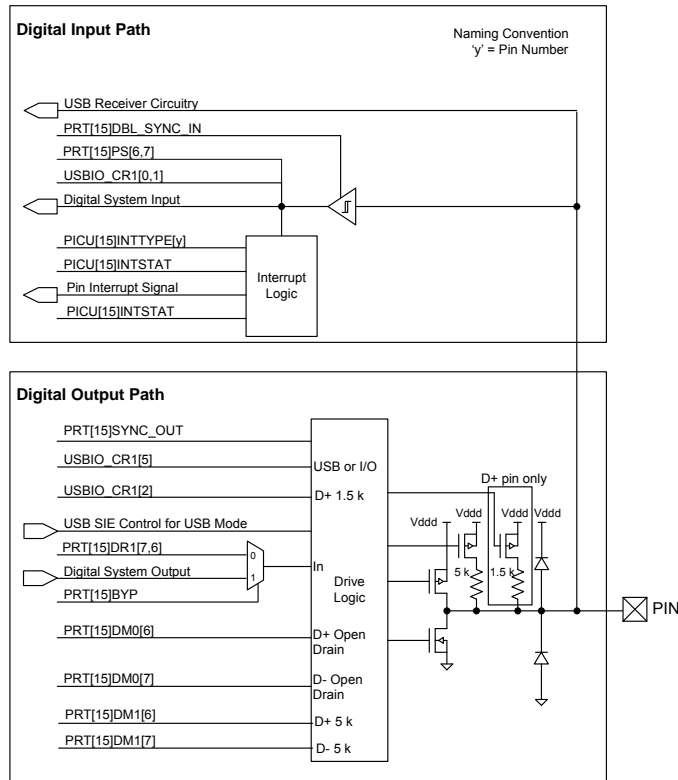 Digital Input Path
Naming Convention
'y' = Pin Number
USB Receiver Circuitry
PRT[15]DBL_SYNC_IN
PRT[15]PS[6,7]
USBIO_CR1[0,1]
Digital System Input
PICU[15]INTTYPE[y]
PICU[15]INTSTAT
Pin Interrupt Signal
PICU[15]INTSTAT
Interrupt
Logic
Digital Output Path
PRT[15]SYNC_OUT
USBIO_CR1[5]
USB or I/O
USBIO_CR1[2]
D+ 1.5 k
D+ pin only
Vddd
Vddd
Vddd
Vddd
USB SIE Control for USB Mode
PRT[15]DR1[7,6]
0
Digital System Output
1
PRT[15]BYP
In
Drive
Logic
5 k
1.5 k
PIN
PRT[15]DM0[6]
D+ Open
Drain
PRT[15]DM0[7]
D- Open
Drain
PRT[15]DM1[6]
D+ 5 k
PRT[15]DM1[7]
D- 5 k